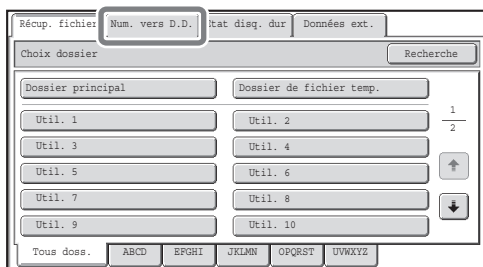 Récup. fichier Num. vers D.D. Etat disq. dur Données ext.
Choix dossier Recherche
Dossier principal Dossier de fichier temp.
Util. 1 Util. 2
1
2
Util. 3 Util. 4
Util. 5 Util. 6
Util. 7 Util. 8
Util. 9 Util. 10
Tous doss. ABCD EFGHI JKLMN OPQRST UVWXYZ